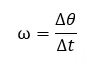 ω = Δθ / Δt